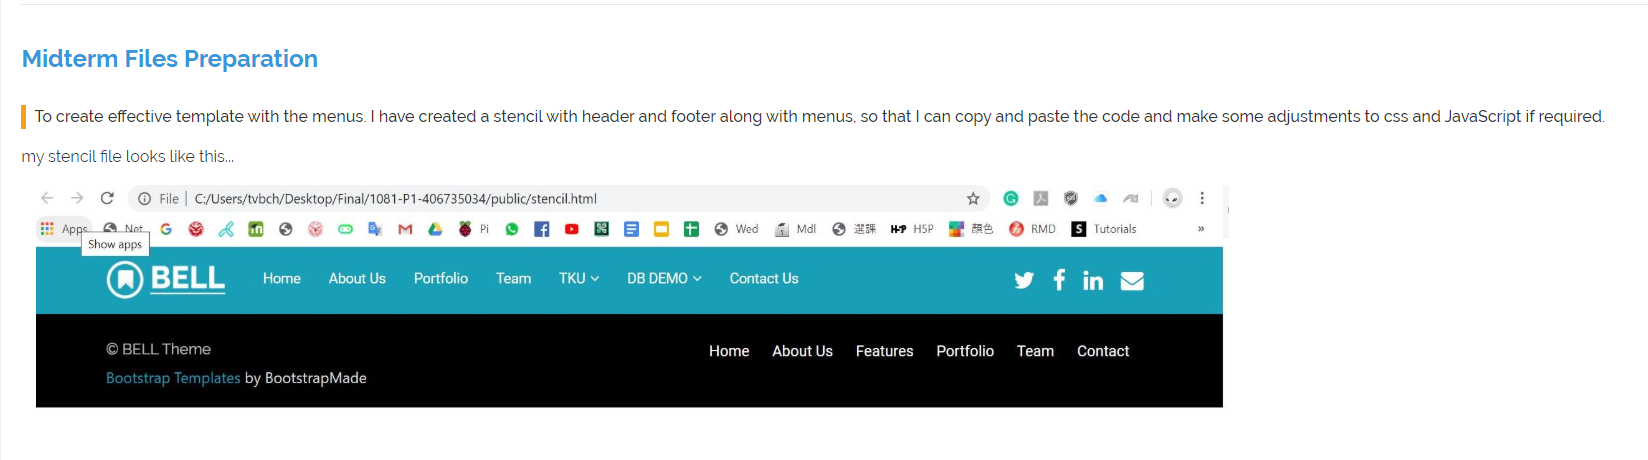 Midterm Files Preparation
To create effective template with the menus. I have created a stencil with header and footer along with menus, so that I can copy and paste the code and make some adjustments to css and JavaScript if required.
my stencil file looks like this...
File | C:/Users/tvbch/Desktop/Final/1081-P1-406735034/public/stencil.html
Apps Net Pi Wed Mdl 選課 H-P H5P 顏色 RMD S Tutorials »
Show apps
BELL Home About Us Portfolio Team TKU DB DEMO Contact Us
© BELL Theme
Home About Us Features Portfolio Team Contact
Bootstrap Templates by BootstrapMade